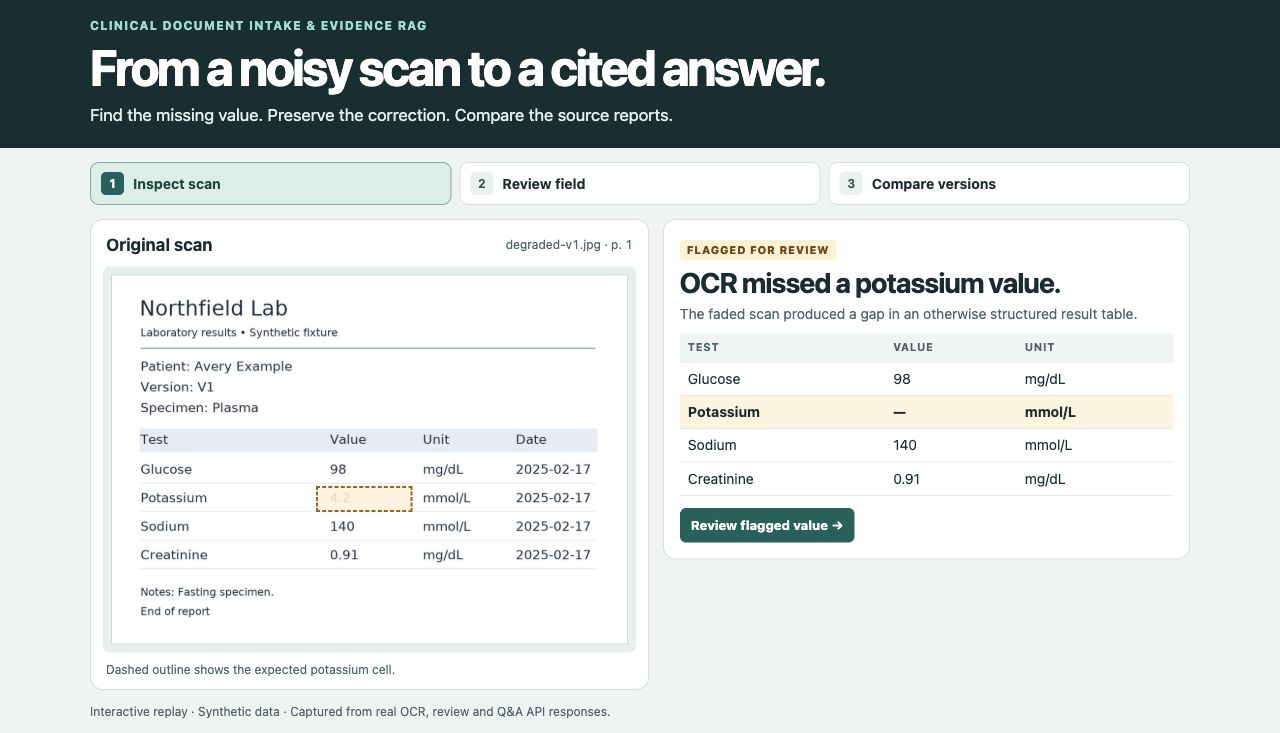 CLINICAL DOCUMENT INTAKE & EVIDENCE RAG
From a noisy scan to a cited answer.
Find the missing value. Preserve the correction. Compare the source reports.
1 Inspect scan
2 Review field
3 Compare versions
Original scan
degraded-v1.jpg · p. 1
Northfield Lab
Laboratory results • Synthetic fixture
Patient: Avery Example
Version: V1
Specimen: Plasma
Test Value Unit Date
Glucose 98 mg/dL 2025-02-17
Potassium 4.2 mmol/L 2025-02-17
Sodium 140 mmol/L 2025-02-17
Creatinine 0.91 mg/dL 2025-02-17
Notes: Fasting specimen.
End of report
Dashed outline shows the expected potassium cell.
FLAGGED FOR REVIEW
OCR missed a potassium value.
The faded scan produced a gap in an otherwise structured result table.
TEST VALUE UNIT
Glucose 98 mg/dL
Potassium — mmol/L
Sodium 140 mmol/L
Creatinine 0.91 mg/dL
Review flagged value →
Interactive replay · Synthetic data · Captured from real OCR, review and Q&A API responses.